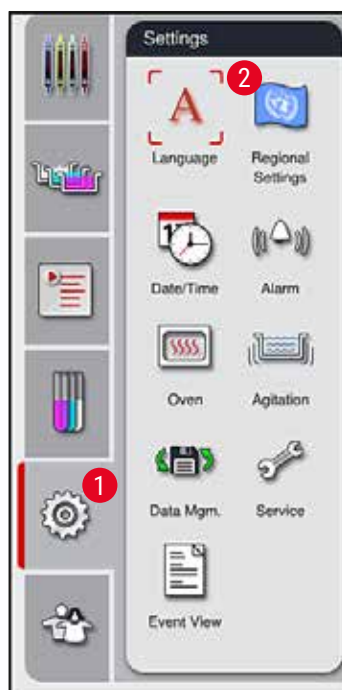 Settings
2
A
Language
Regional
Settings
Date/Time
Alarm
Oven
Agitation
1
Data Mgm.
Service
Event View